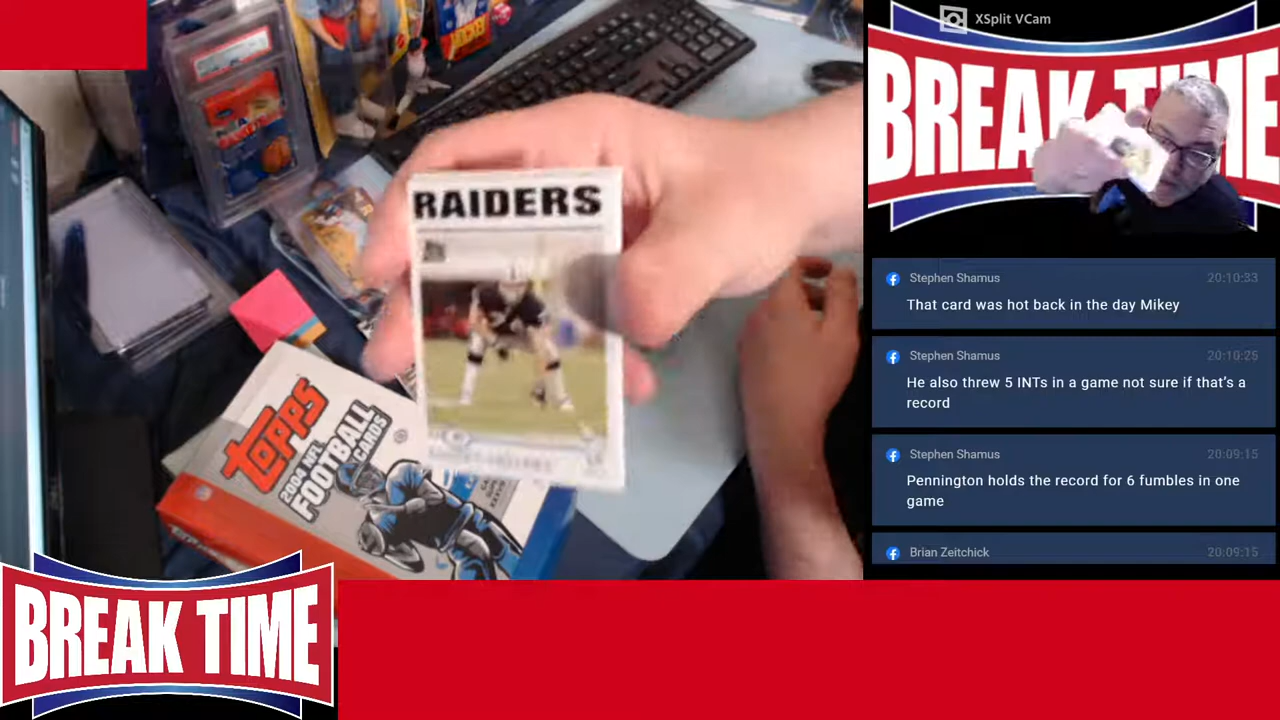 XSplit VCam
BREAK TIME
RAIDERS
TOPPS
2004 NFL
FOOTBALL
CARDS
Stephen Shamus 20:10:33
That card was hot back in the day Mikey
Stephen Shamus 20:10:25
He also threw 5 INTs in a game not sure if that's a
record
Stephen Shamus 20:09:15
Pennington holds the record for 6 fumbles in one
game
Brian Zeitchick 20:09:15
BREAK TIME